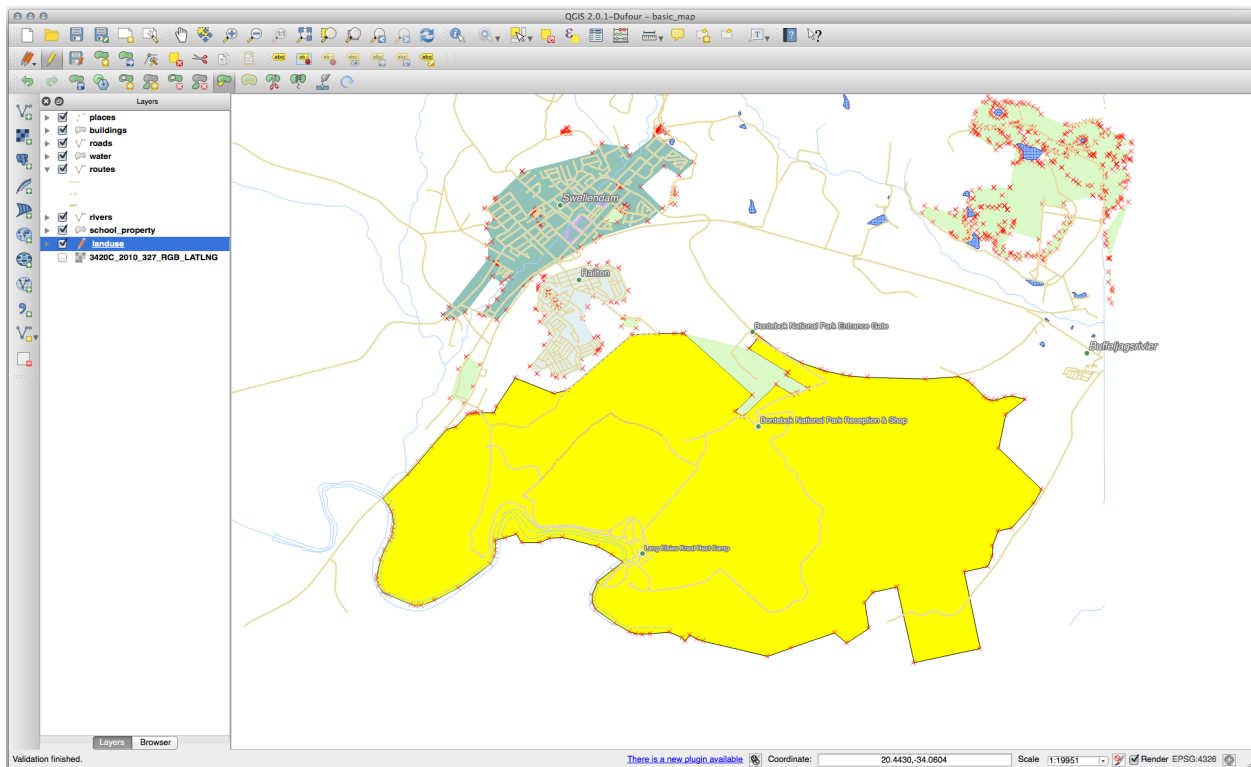 QGIS 2.0.1-Dufour - basic_map
Layers
places
buildings
roads
water
routes
rivers
school_property
landuse
3420C_2010_327_RGB_LATLNG
Swellendam
Railton
Bontebok National Park Entrance Gate
Buffeljagsrivier
Bontebok National Park Reception & Shop
Lang Elsies Kraal Rest Camp
Layers Browser
Validation finished. There is a new plugin available Coordinate: 20.4430,-34.0604 Scale 1:19951 Render EPSG:4326